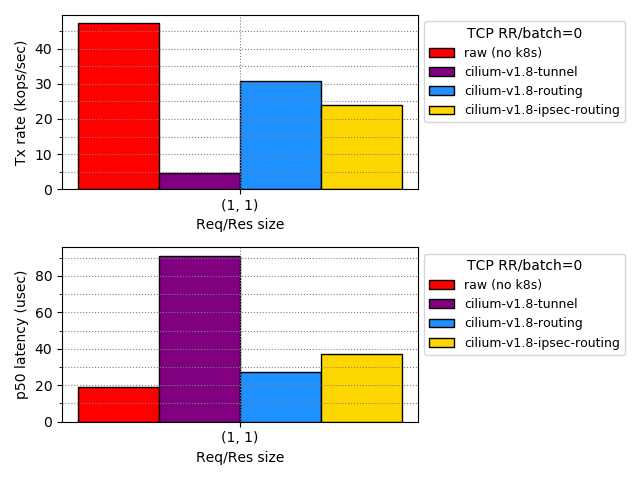 Tx rate (kops/sec)
40
30
20
10
0
(1, 1)
Req/Res size
TCP RR/batch=0
raw (no k8s)
cilium-v1.8-tunnel
cilium-v1.8-routing
cilium-v1.8-ipsec-routing
p50 latency (usec)
80
60
40
20
0
(1, 1)
Req/Res size
TCP RR/batch=0
raw (no k8s)
cilium-v1.8-tunnel
cilium-v1.8-routing
cilium-v1.8-ipsec-routing